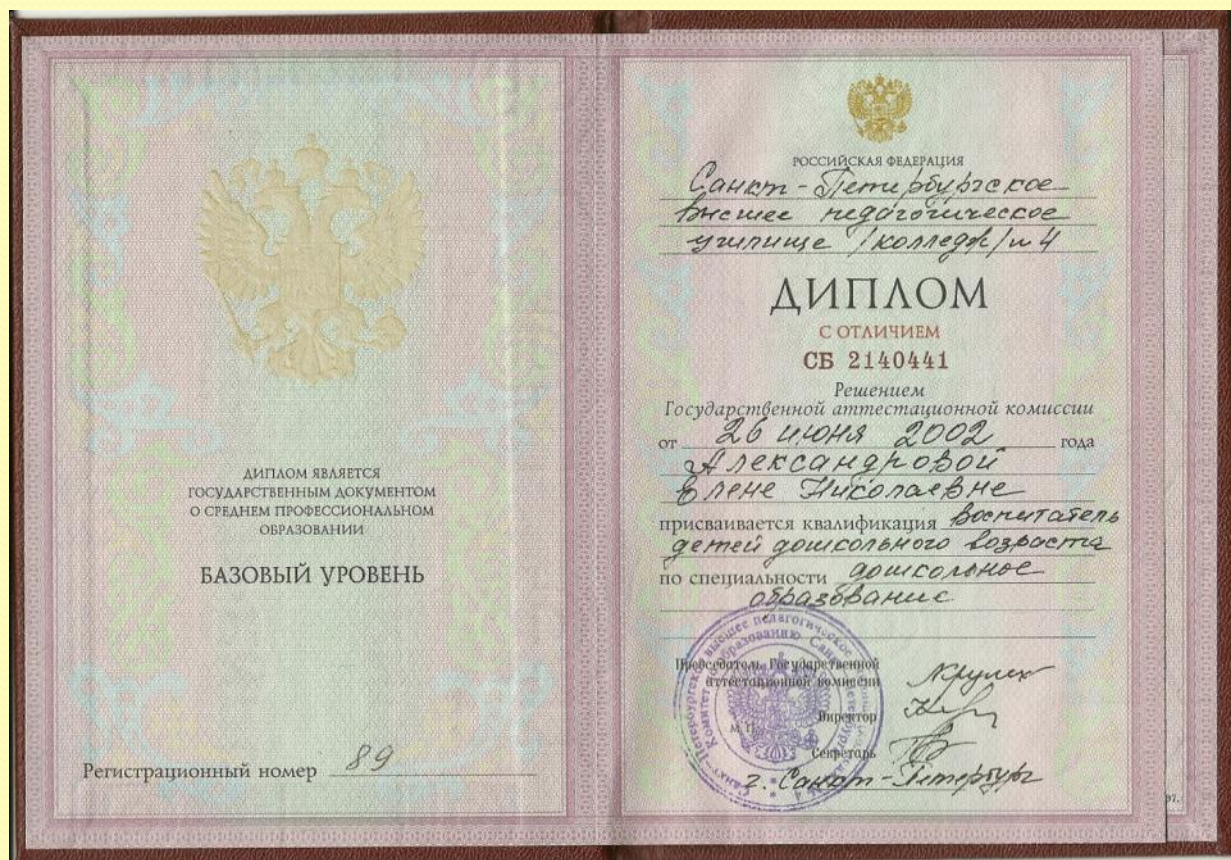 ДИПЛОМ ЯВЛЯЕТСЯ
ГОСУДАРСТВЕННЫМ ДОКУМЕНТОМ
О СРЕДНЕМ ПРОФЕССИОНАЛЬНОМ
ОБРАЗОВАНИИ
БАЗОВЫЙ УРОВЕНЬ
Регистрационный номер 89
РОССИЙСКАЯ ФЕДЕРАЦИЯ
Санкт-Петербургское
высшее педагогическое
училище /колледж/ № 4
ДИПЛОМ
С ОТЛИЧИЕМ
СБ 2140441
Решением
Государственной аттестационной комиссии
от 26 июня 2002 года
Александровой
Елене Николаевне
присваивается квалификация воспитатель
детей дошкольного возраста
по специальности дошкольное
образование
Председатель Государственной
аттестационной комиссии
М.П.
Директор
Секретарь
г. Санкт-Петербург